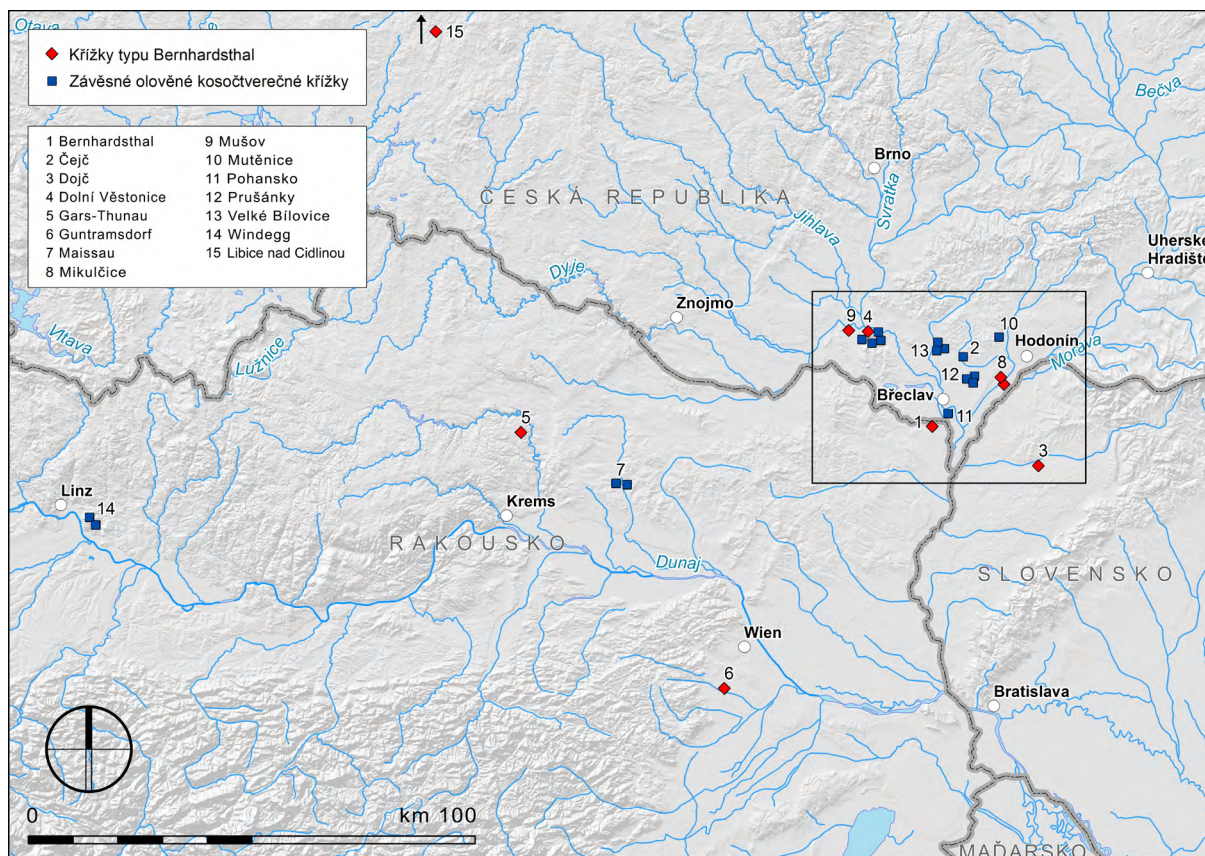 Křížky typu Bernhardsthal
Závěsné olověné kosočtverečné křížky
1 Bernhardsthal
2 Čejč
3 Dojč
4 Dolní Věstonice
5 Gars-Thunau
6 Guntramsdorf
7 Maissau
8 Mikulčice
9 Mušov
10 Mutěnice
11 Pohansko
12 Prušánky
13 Velké Bílovice
14 Windegg
15 Libice nad Cidlinou
Otava
15
Bečva
Brno
ČESKÁ REPUBLIKA
Svratka
Jihlava
Uherské
Hradiště
Dyje
Znojmo
Vltava
Lužnice
9
4
10
13
2
Hodonín
Morava
8
12
Břeclav
11
1
3
5
7
Linz
14
Krems
RAKOUSKO
Dunaj
SLOVENSKO
Wien
6
Bratislava
0
km 100
MAĎARSKO